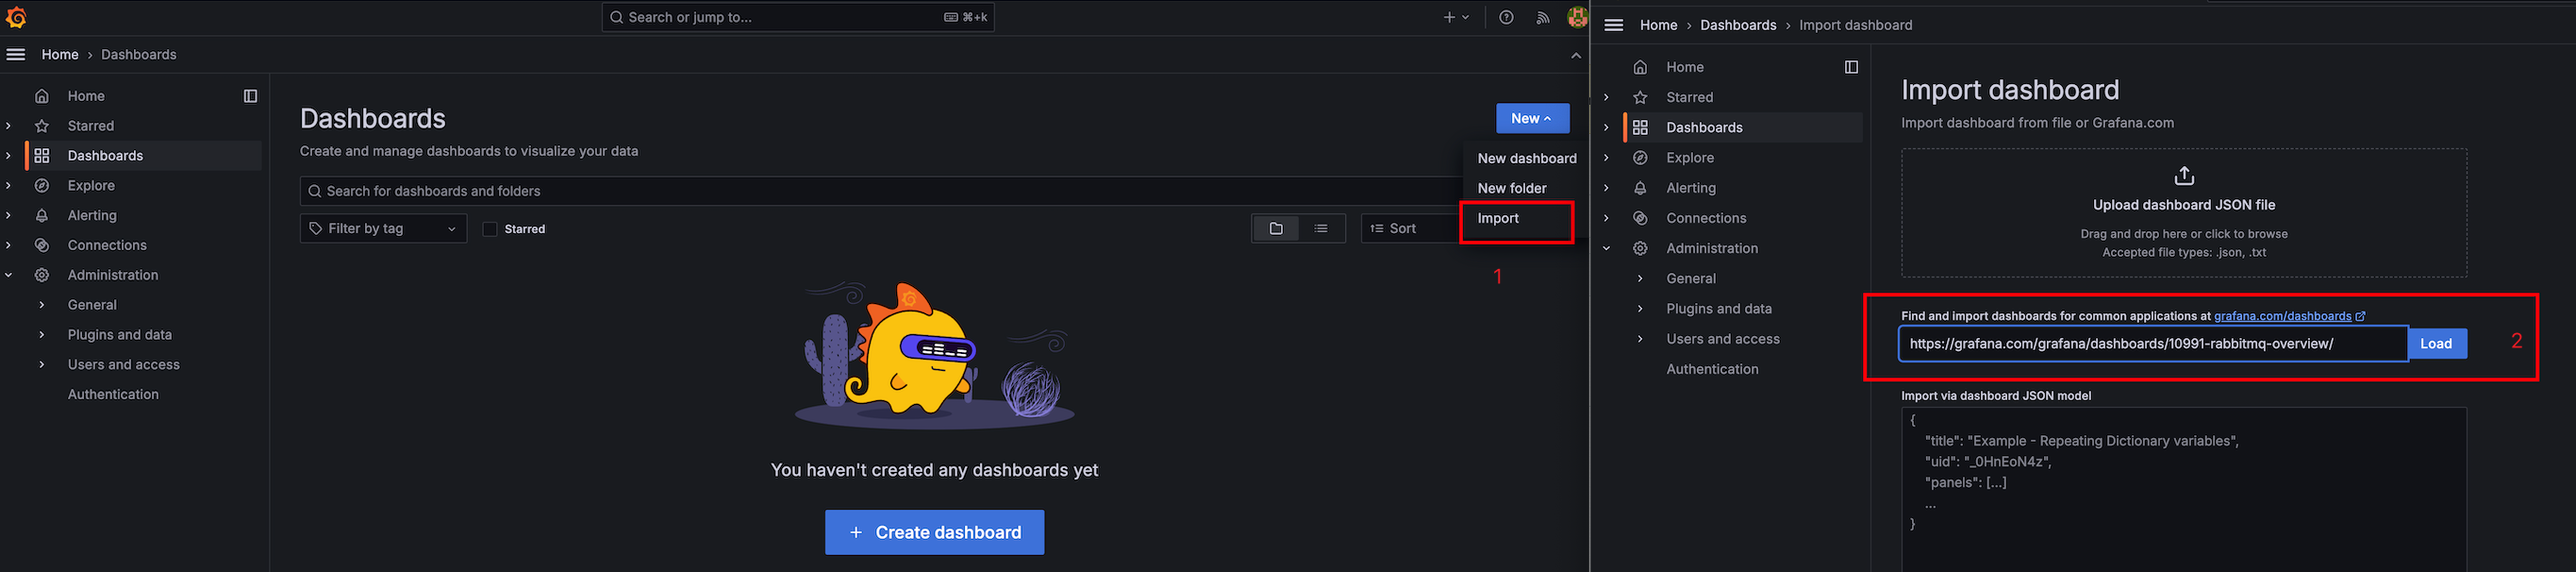 Search or jump to...
⌘+k
Home › Dashboards
Home
Starred
Dashboards
Explore
Alerting
Connections
Administration
General
Plugins and data
Users and access
Authentication
Dashboards
Create and manage dashboards to visualize your data
New
New dashboard
New folder
Import
Search for dashboards and folders
Filter by tag
Starred
Sort
1
You haven't created any dashboards yet
+ Create dashboard
Home › Dashboards › Import dashboard
Home
Starred
Dashboards
Explore
Alerting
Connections
Administration
General
Plugins and data
Users and access
Authentication
Import dashboard
Import dashboard from file or Grafana.com
Upload dashboard JSON file
Drag and drop here or click to browse
Accepted file types: .json, .txt
Find and import dashboards for common applications at grafana.com/dashboards
https://grafana.com/grafana/dashboards/10991-rabbitmq-overview/
Load
2
Import via dashboard JSON model
{
"title": "Example - Repeating Dictionary variables",
"uid": "_0HnEoN4z",
"panels": [...]
...
}